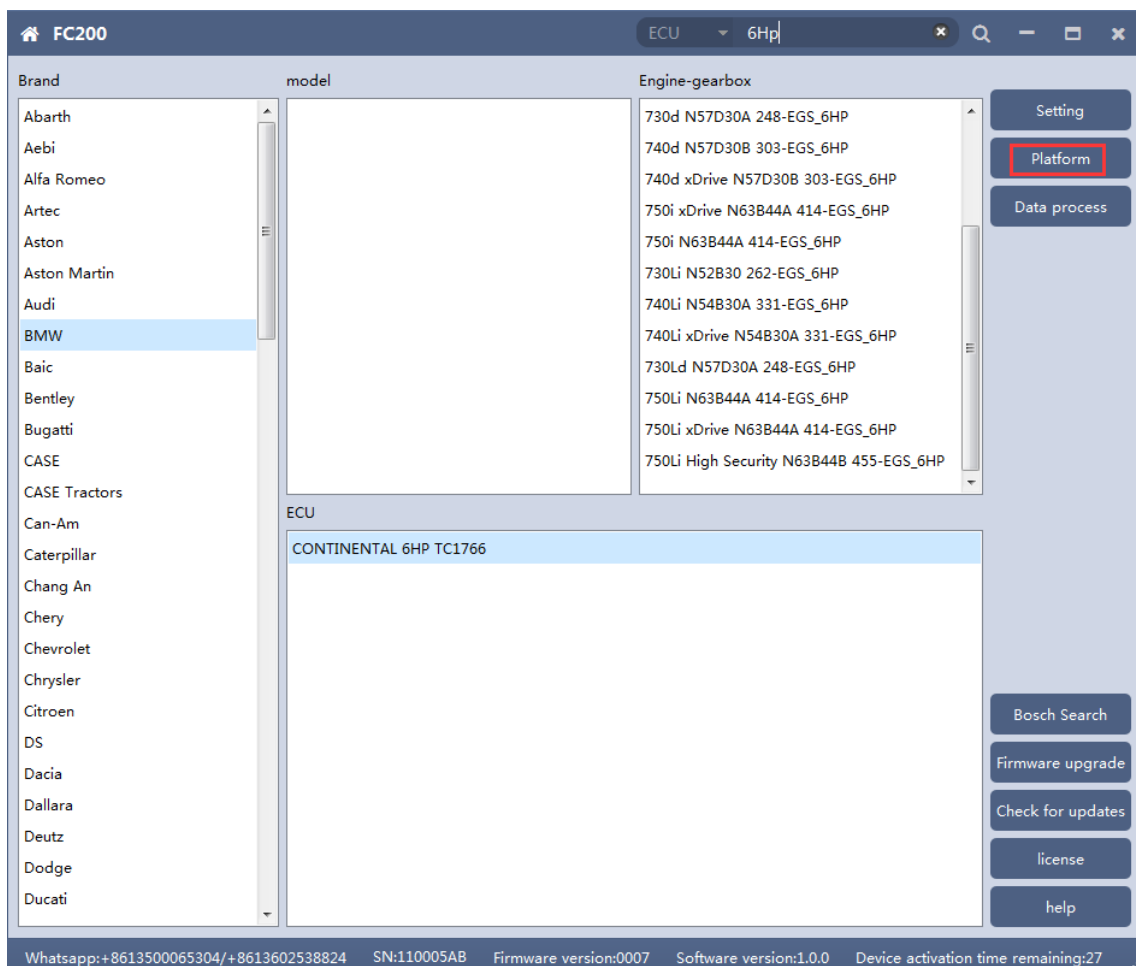 FC200
ECU 6Hp
Brand
model
Engine-gearbox
Abarth
Aebi
Alfa Romeo
Artec
Aston
Aston Martin
Audi
BMW
Baic
Bentley
Bugatti
CASE
CASE Tractors
Can-Am
Caterpillar
Chang An
Chery
Chevrolet
Chrysler
Citroen
DS
Dacia
Dallara
Deutz
Dodge
Ducati
730d N57D30A 248-EGS_6HP
740d N57D30B 303-EGS_6HP
740d xDrive N57D30B 303-EGS_6HP
750i xDrive N63B44A 414-EGS_6HP
750i N63B44A 414-EGS_6HP
730Li N52B30 262-EGS_6HP
740Li N54B30A 331-EGS_6HP
740Li xDrive N54B30A 331-EGS_6HP
730Ld N57D30A 248-EGS_6HP
750Li N63B44A 414-EGS_6HP
750Li xDrive N63B44A 414-EGS_6HP
750Li High Security N63B44B 455-EGS_6HP
ECU
CONTINENTAL 6HP TC1766
Setting
Platform
Data process
Bosch Search
Firmware upgrade
Check for updates
license
help
Whatsapp:+8613500065304/+8613602538824 SN:110005AB Firmware version:0007 Software version:1.0.0 Device activation time remaining:27